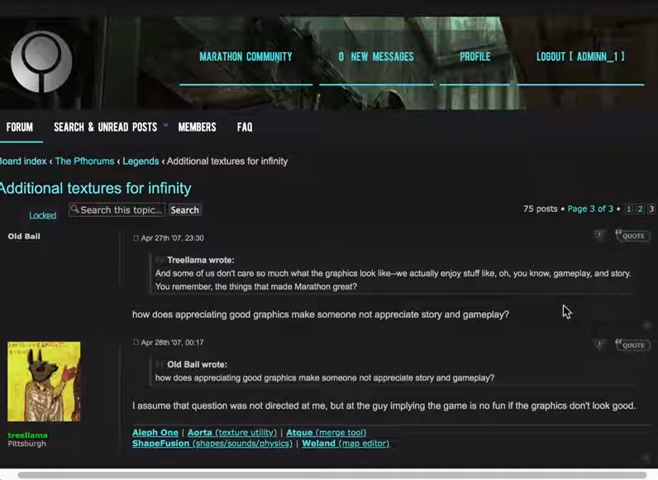 MARATHON COMMUNITY 0 NEW MESSAGES PROFILE LOGOUT [ ADMINN_1 ]
FORUM SEARCH & UNREAD POSTS MEMBERS FAQ
Board index ‹ The Pfhorums ‹ Legends ‹ Additional textures for infinity
Additional textures for infinity
Locked Search this topic... Search 75 posts • Page 3 of 3 • 1 2 3
Old Bail Apr 27th '07, 23:30 ! QUOTE
Treellama wrote:
And some of us don't care so much what the graphics look like--we actually enjoy stuff like, oh, you know, gameplay, and story.
You remember, the things that made Marathon great?
how does appreciating good graphics make someone not appreciate story and gameplay?
Apr 28th '07, 00:17 ! QUOTE
Old Bail wrote:
how does appreciating good graphics make someone not appreciate story and gameplay?
I assume that question was not directed at me, but at the guy implying the game is no fun if the graphics don't look good.
treellama
Pittsburgh
Aleph One | Aorta (texture utility) | Atque (merge tool)
ShapeFusion (shapes/sounds/physics) | Weland (map editor)